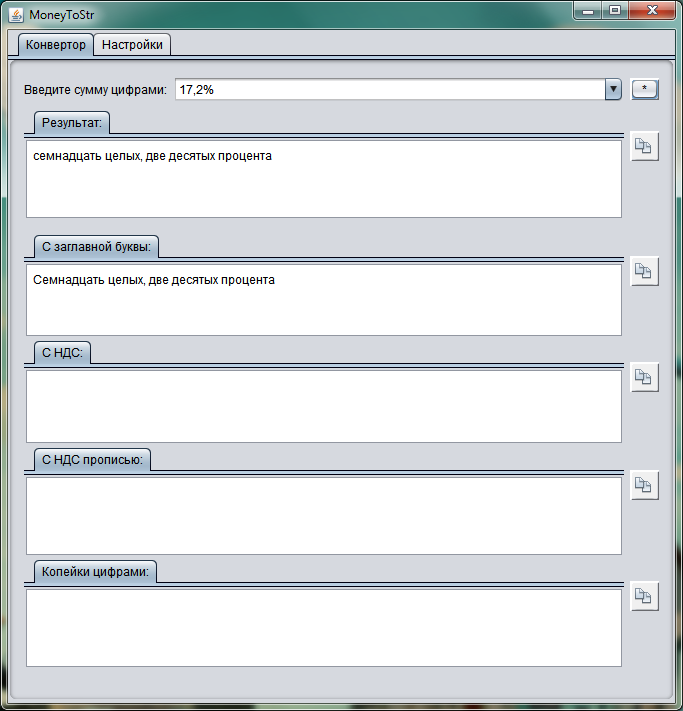 MoneyToStr
Конвертор Настройки
Введите сумму цифрами: 17,2% *
Результат:
семнадцать целых, две десятых процента
С заглавной буквы:
Семнадцать целых, две десятых процента
С НДС:
С НДС прописью:
Копейки цифрами: